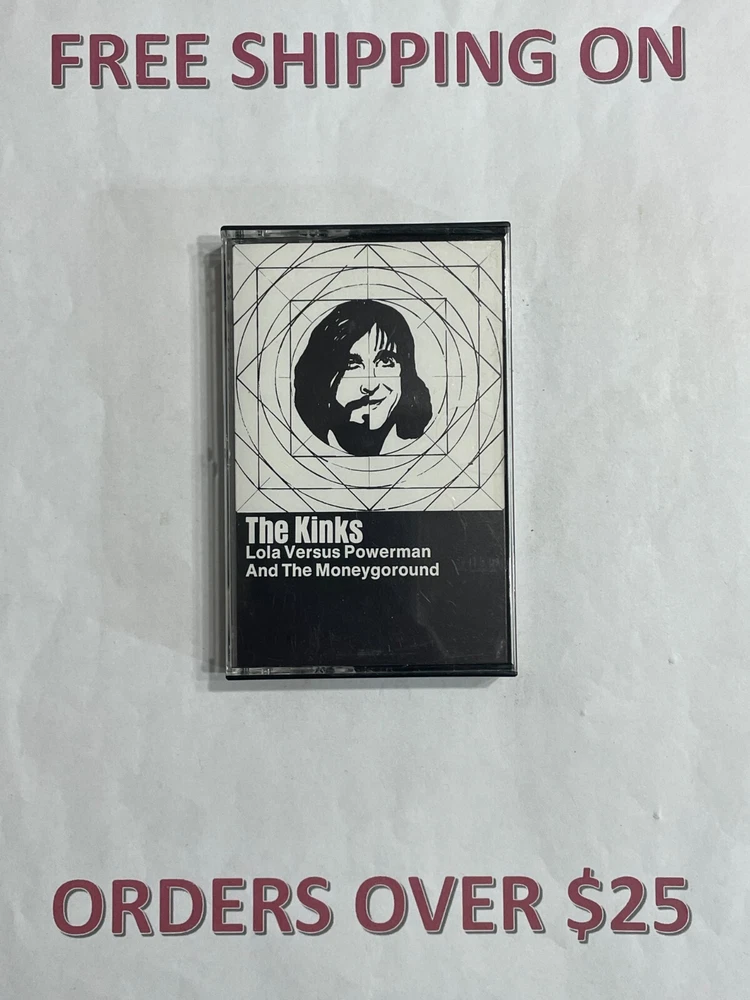 FREE SHIPPING ON
The Kinks
Lola Versus Powerman
And The Moneygoround
ORDERS OVER $25